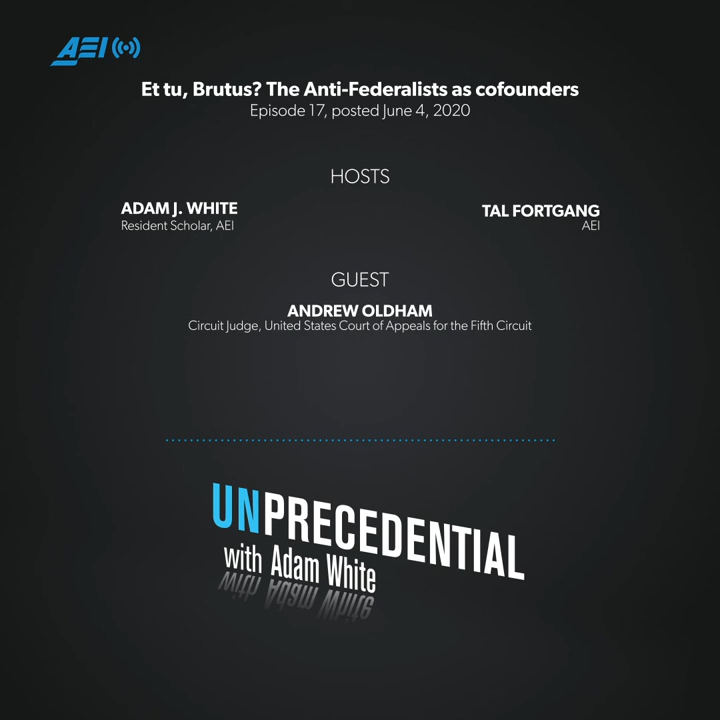 AEI
Et tu, Brutus? The Anti-Federalists as cofounders
Episode 17, posted June 4, 2020
HOSTS
ADAM J. WHITE
Resident Scholar, AEI
TAL FORTGANG
AEI
GUEST
ANDREW OLDHAM
Circuit Judge, United States Court of Appeals for the Fifth Circuit
UNPRECEDENTIAL
with Adam White